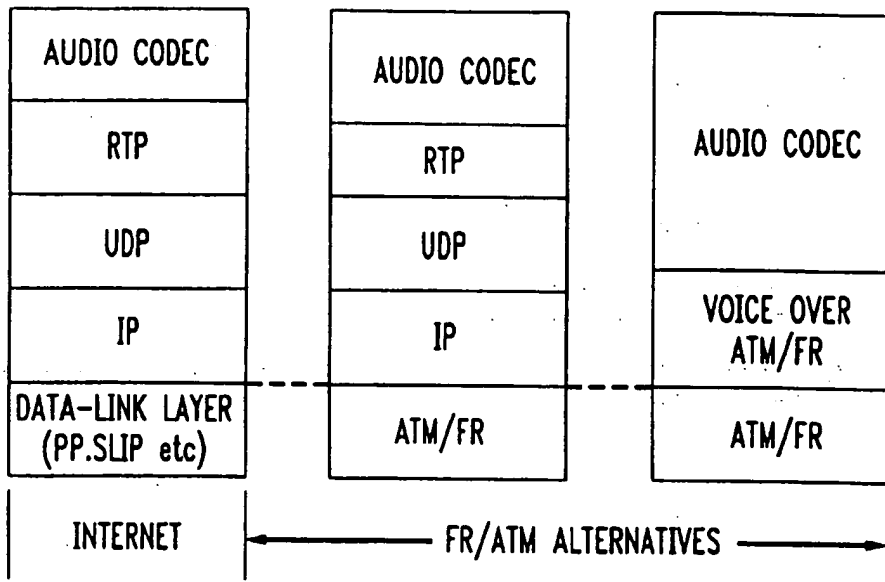 AUDIO CODEC
RTP
UDP
IP
DATA-LINK LAYER
(PP.SLIP etc)
INTERNET
AUDIO CODEC
RTP
UDP
IP
ATM/FR
AUDIO CODEC
VOICE OVER
ATM/FR
ATM/FR
FR/ATM ALTERNATIVES